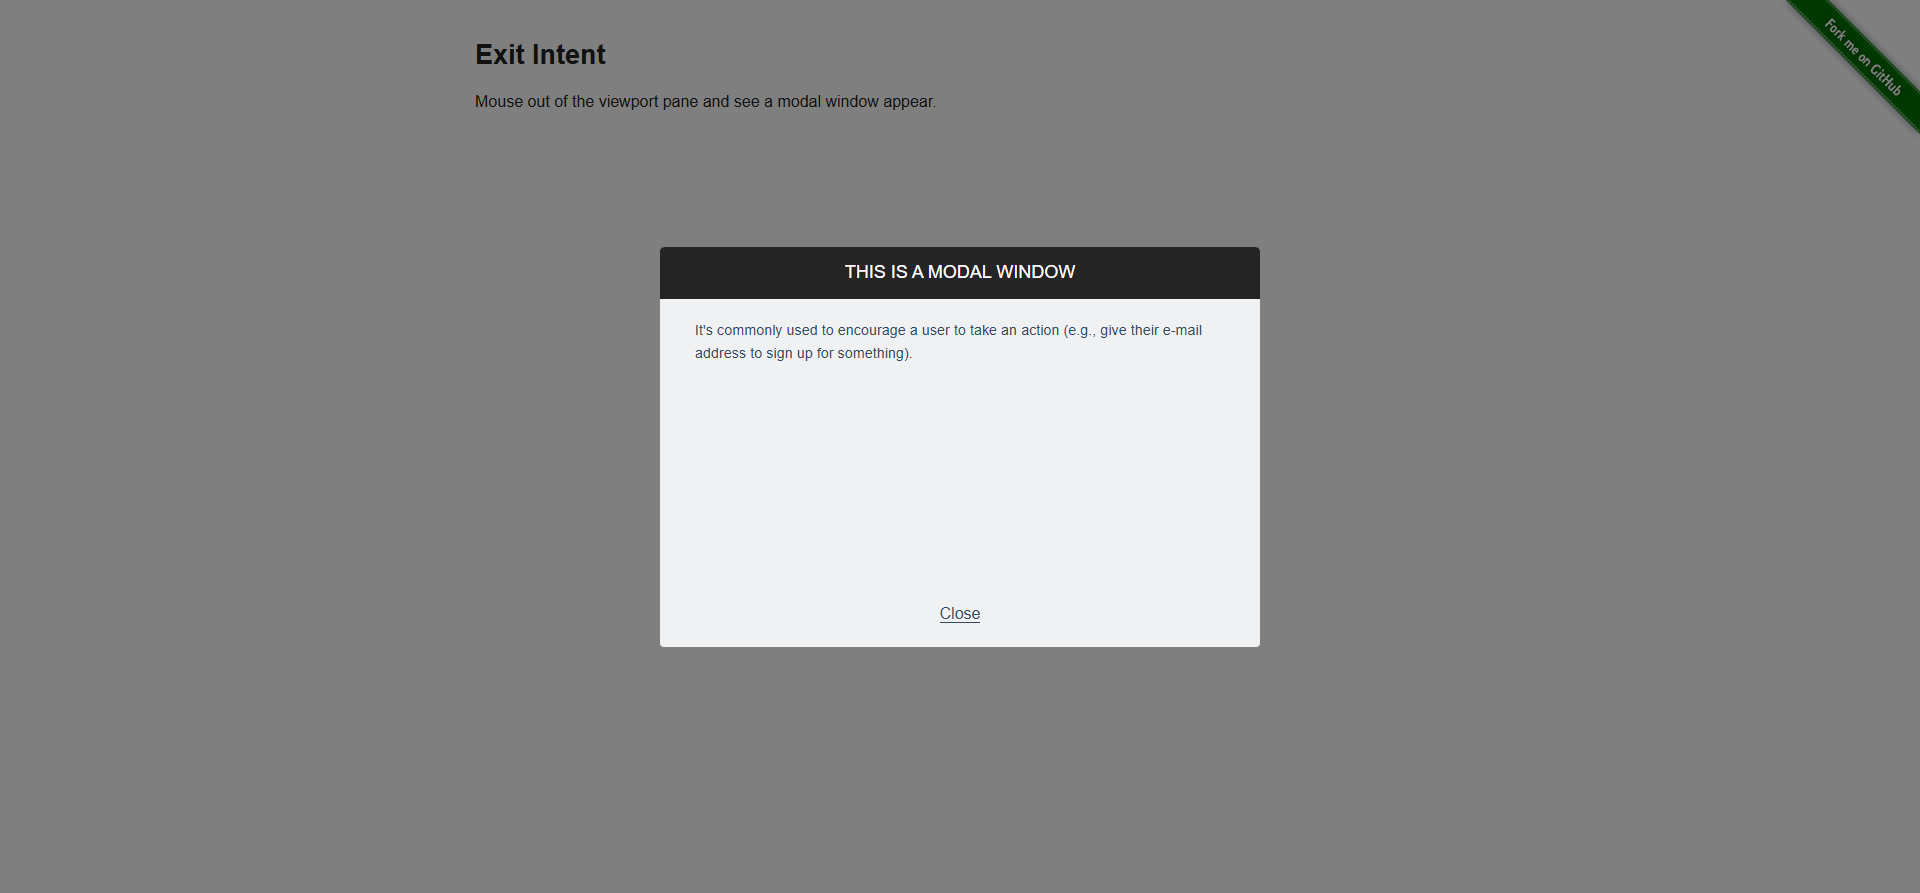 Exit Intent
Mouse out of the viewport pane and see a modal window appear.
Fork me on GitHub
THIS IS A MODAL WINDOW
It's commonly used to encourage a user to take an action (e.g., give their e-mail
address to sign up for something).
Close